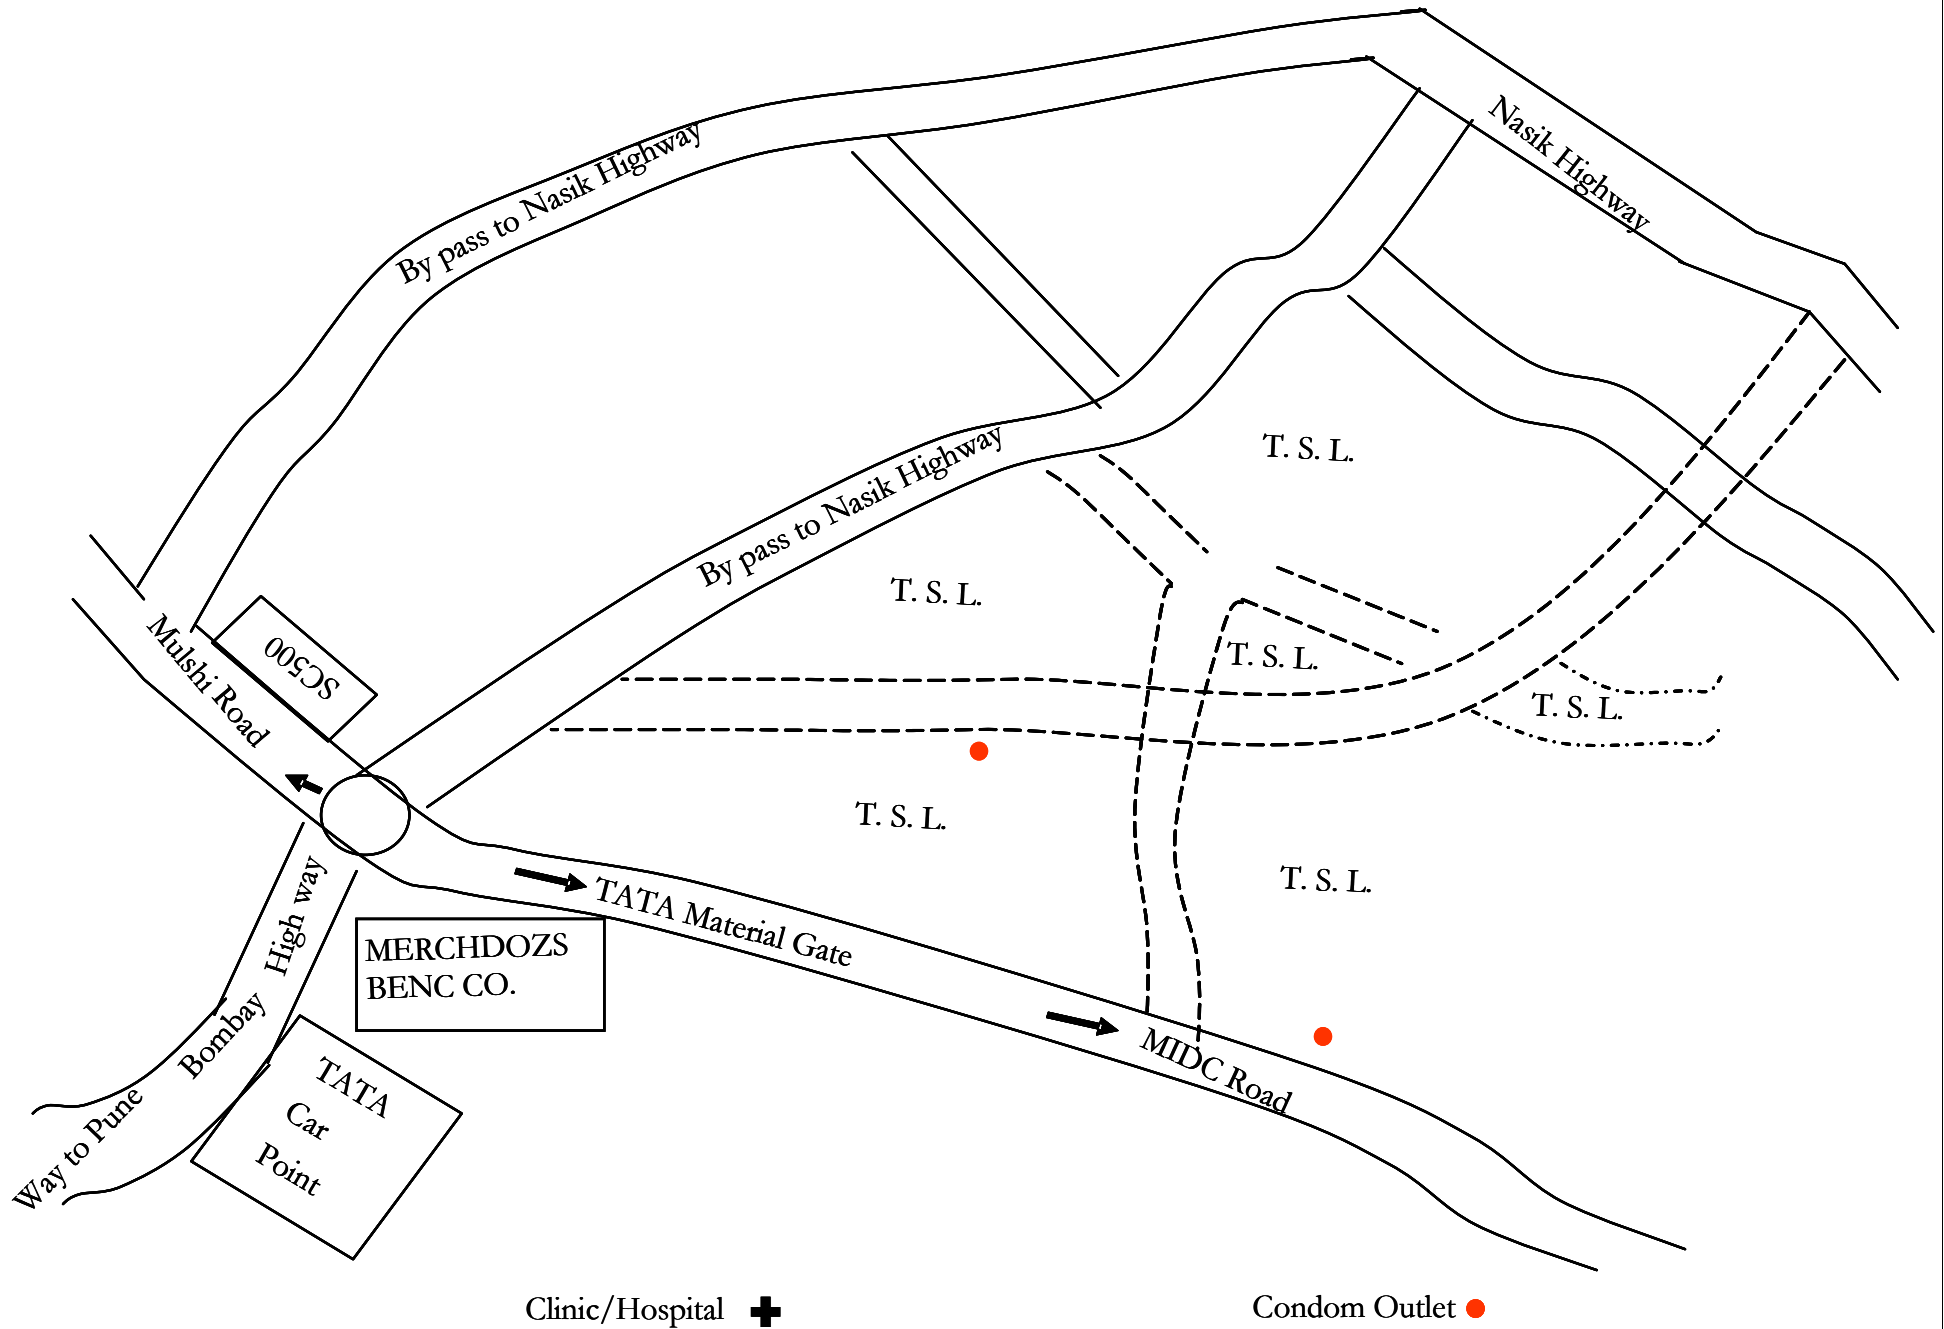 Nasik Highway
By pass to Nasik Highway
By pass to Nasik Highway
T. S. L.
T. S. L.
T. S. L.
T. S. L.
Mulshi Road
SC500
T. S. L.
T. S. L.
TATA Material Gate
MERCHDOZS
BENC CO.
High way
Bombay
Way to Pune
MIDC Road
TATA
Car
Point
Clinic/Hospital
Condom Outlet